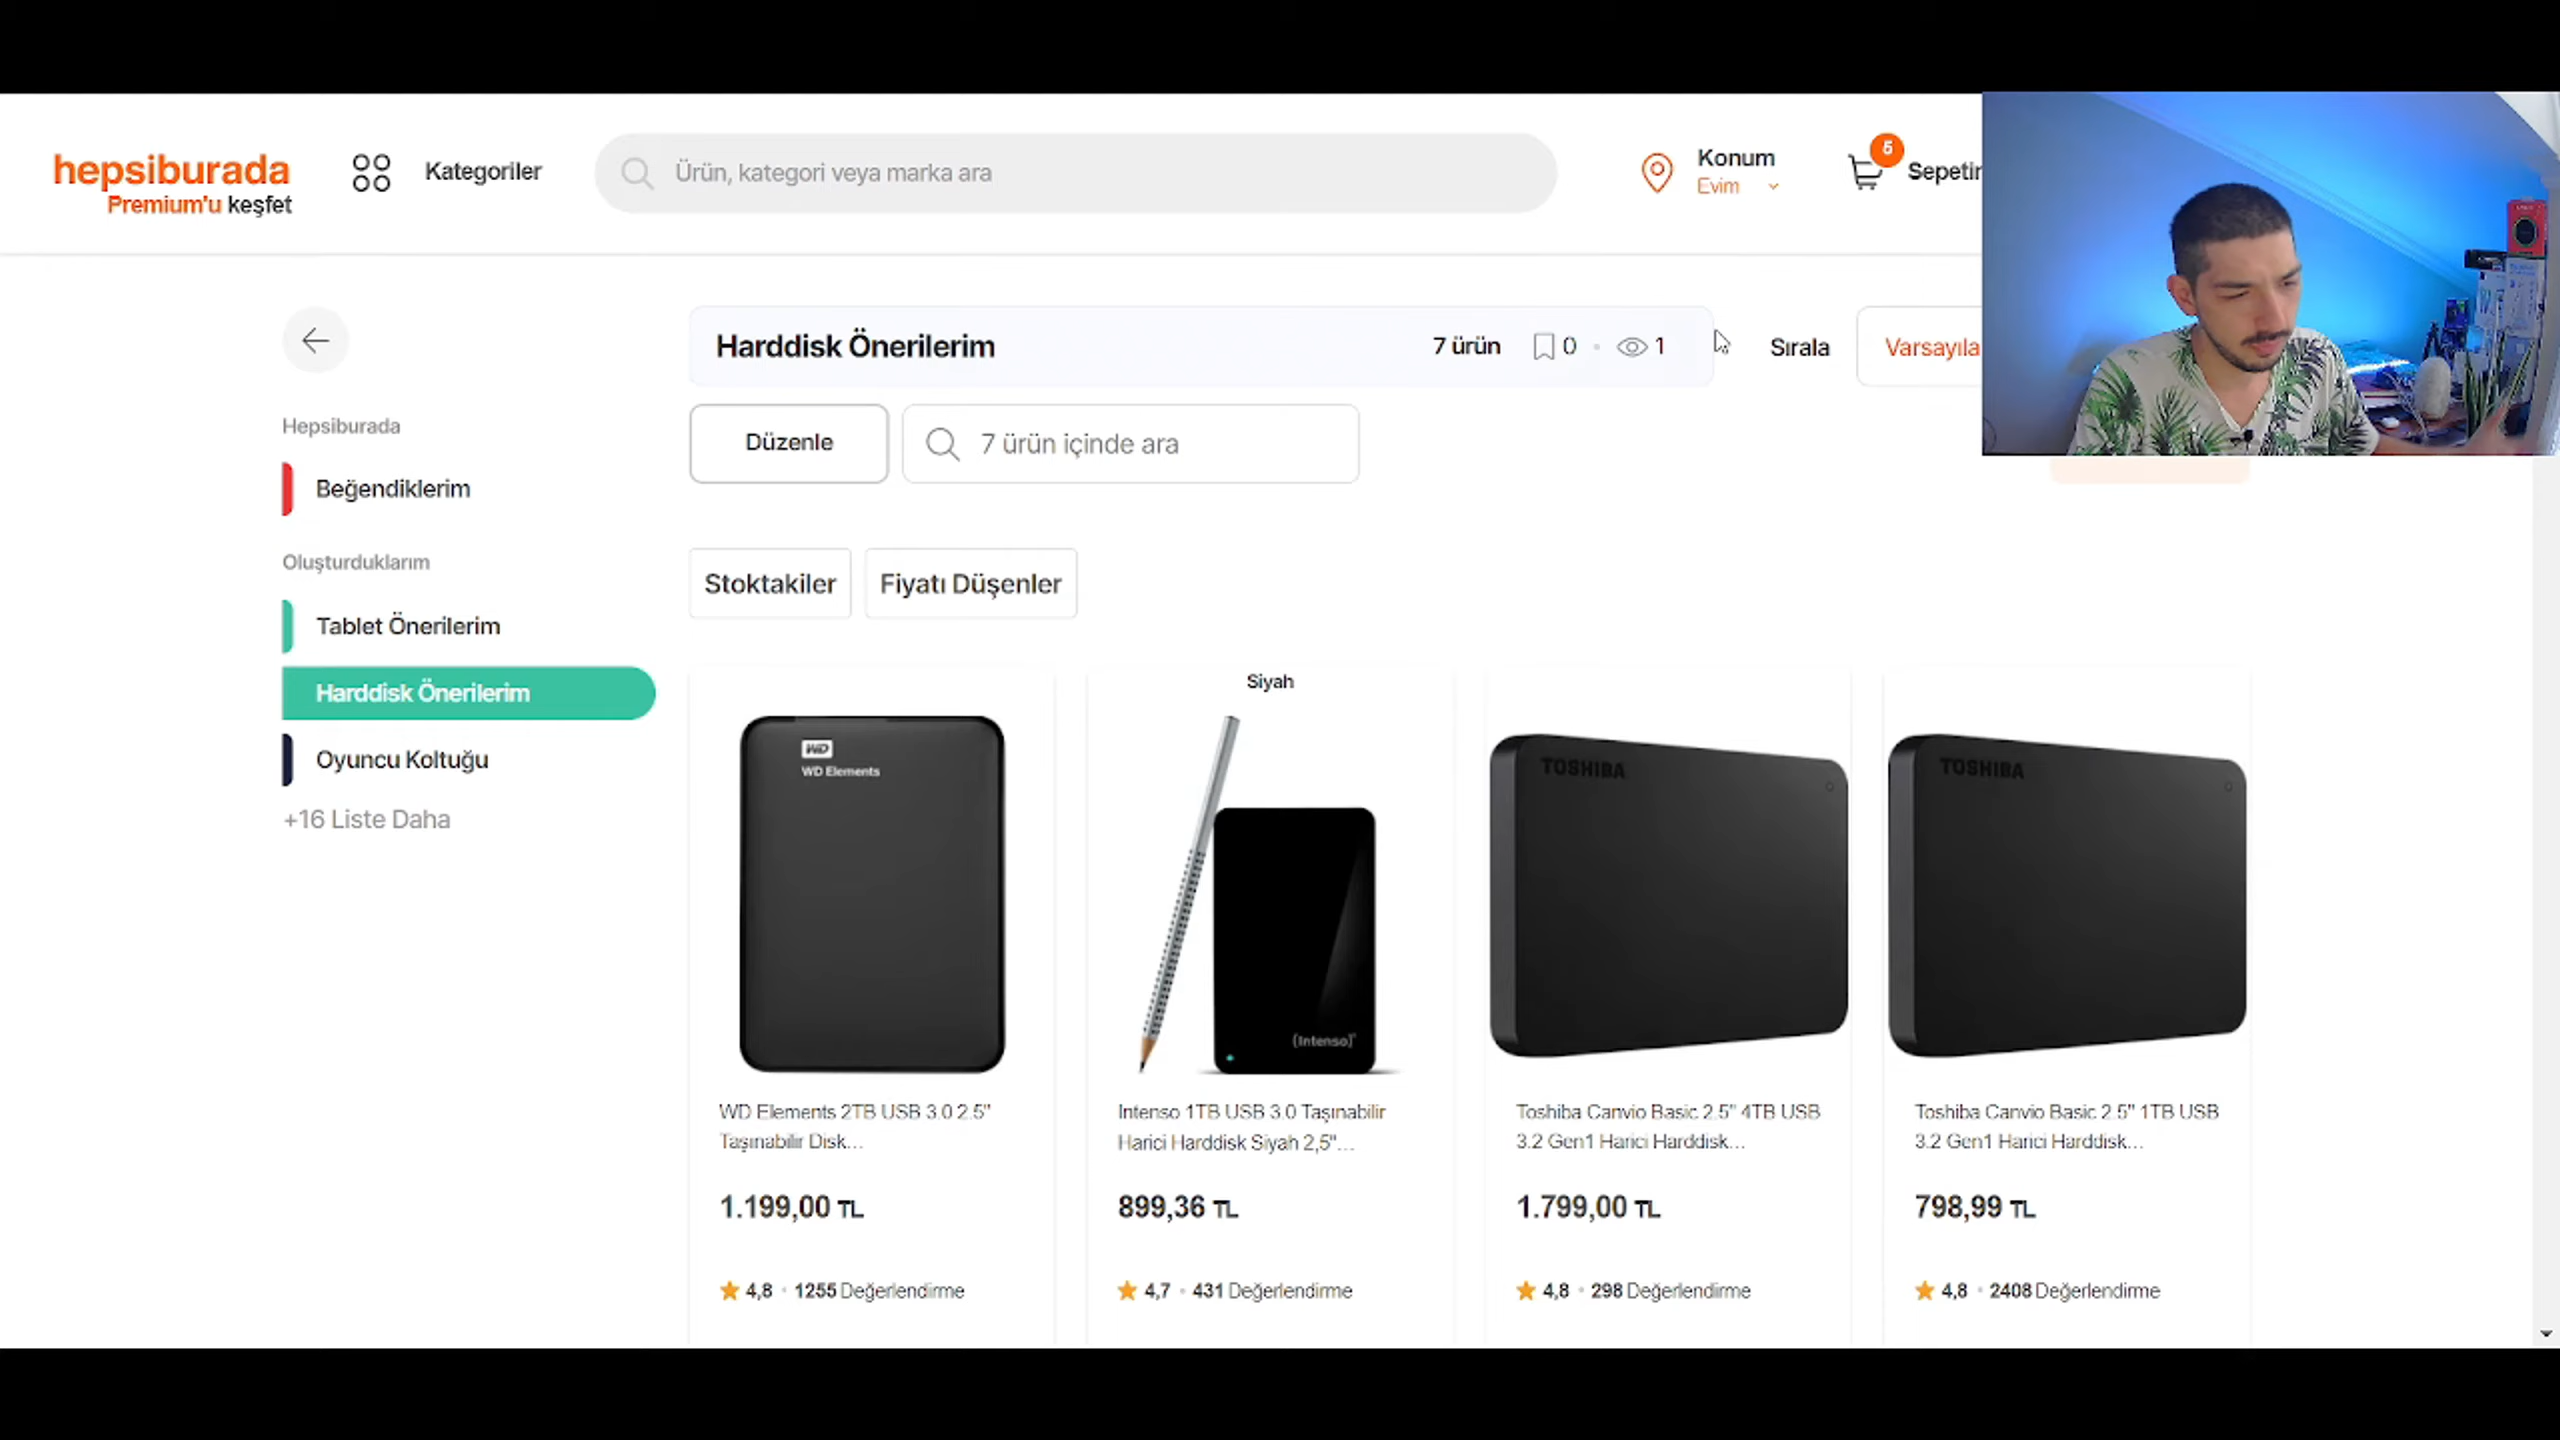 hepsiburada
Premium'u keşfet
Kategoriler
Ürün, kategori veya marka ara
Konum
Evim
5
Sepetim
Harddisk Önerilerim
7 ürün
0
1
Sırala
Varsayıla
Düzenle
7 ürün içinde ara
Hepsiburada
Beğendiklerim
Oluşturduklarım
Tablet Önerilerim
Harddisk Önerilerim
Oyuncu Koltuğu
+16 Liste Daha
Stoktakiler
Fiyatı Düşenler
WD
WD Elements
WD Elements 2TB USB 3.0 2.5"
Taşınabilir Disk...
1.199,00 TL
4,8 • 1255 Değerlendirme
Siyah
(Intenso)
Intenso 1TB USB 3.0 Taşınabilir
Harici Harddisk Siyah 2,5"...
899,36 TL
4,7 • 431 Değerlendirme
TOSHIBA
Toshiba Canvio Basic 2.5" 4TB USB
3.2 Gen1 Harici Harddisk...
1.799,00 TL
4,8 • 298 Değerlendirme
TOSHIBA
Toshiba Canvio Basic 2.5" 1TB USB
3.2 Gen1 Harici Harddisk...
798,99 TL
4,8 • 2408 Değerlendirme